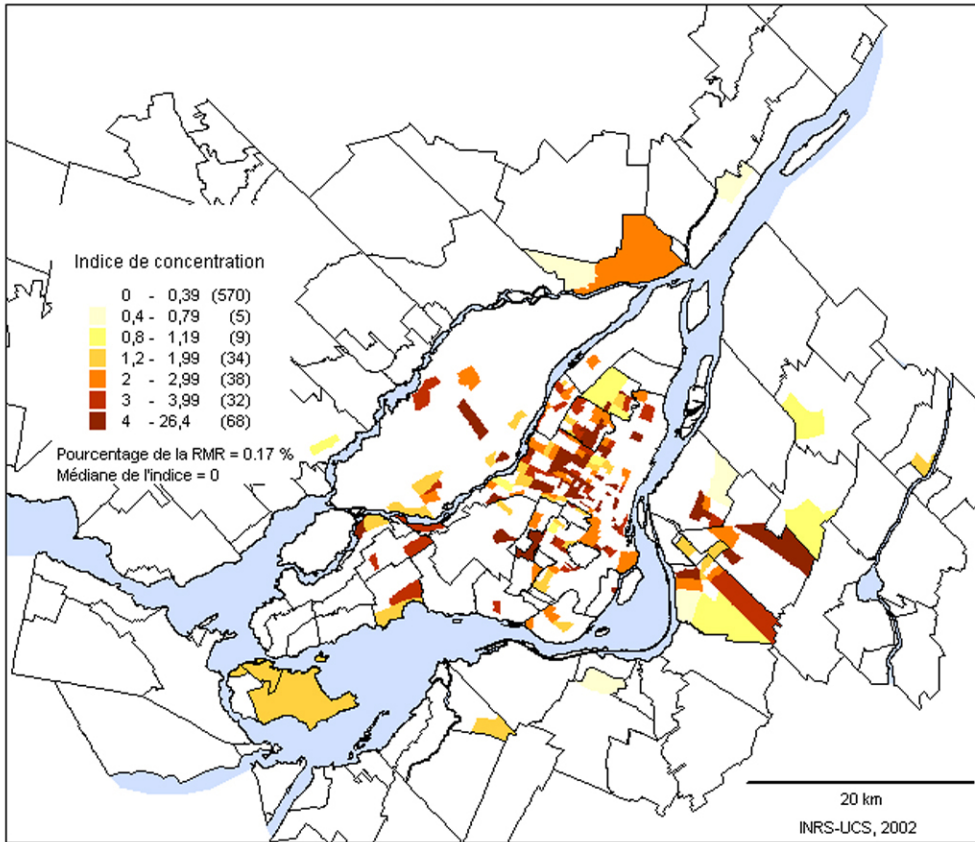 Indice de concentration
0 - 0,39 (570)
0,4 - 0,79 (5)
0,8 - 1,19 (9)
1,2 - 1,99 (34)
2 - 2,99 (38)
3 - 3,99 (32)
4 - 26,4 (68)
Pourcentage de la RMR = 0.17 %
Médiane de l'indice = 0
20 km
INRS-UCS, 2002